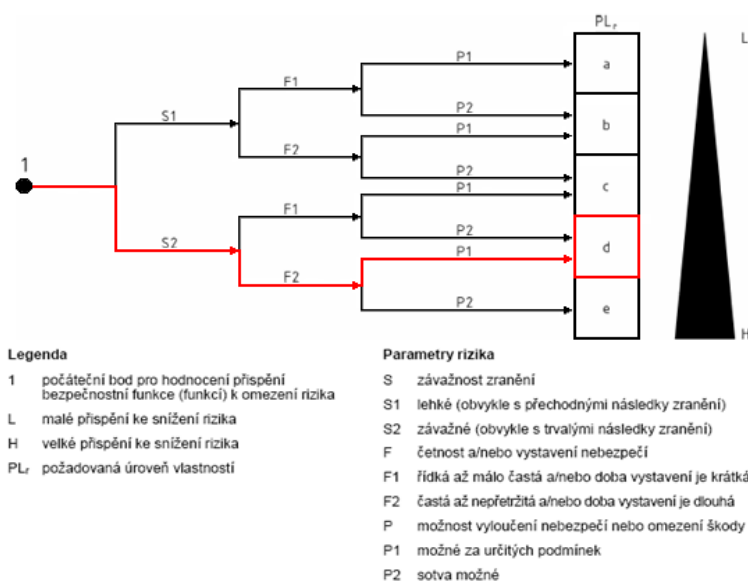 PLr
L
P1
a
F1
P2
S1
P1
b
F2
1
P2
c
P1
F1
P2
S2
d
P1
F2
P2
e
H
Legenda
1 počáteční bod pro hodnocení přispění
bezpečnostní funkce (funkcí) k omezení rizika
L malé přispění ke snížení rizika
H velké přispění ke snížení rizika
PLr požadovaná úroveň vlastností
Parametry rizika
S závažnost zranění
S1 lehké (obvykle s přechodnými následky zranění)
S2 závažné (obvykle s trvalými následky zranění)
F četnost a/nebo vystavení nebezpečí
F1 řídká až málo častá a/nebo doba vystavení je krátká
F2 častá až nepřetržitá a/nebo doba vystavení je dlouhá
P možnost vyloučení nebezpečí nebo omezení škody
P1 možné za určitých podmínek
P2 sotva možné